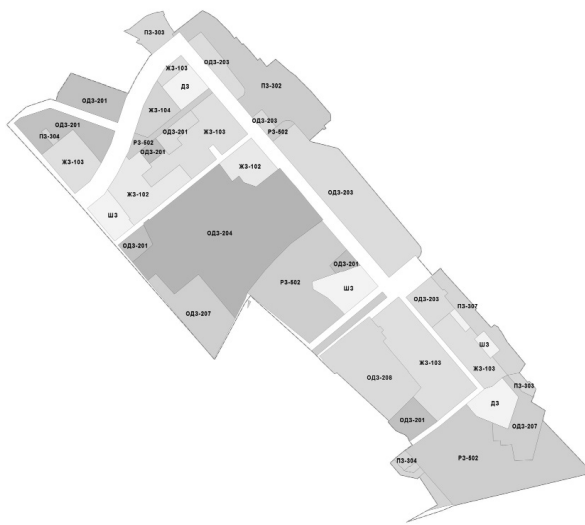 ПЗ-303
ЖЗ-103
ОДЗ-203
ДЗ
ПЗ-302
ОДЗ-201
ЖЗ-104
ОДЗ-203
ОДЗ-201
ПЗ-304
ОДЗ-201
ЖЗ-103
РЗ-502
РЗ-502
ОДЗ-201
ЖЗ-103
ЖЗ-102
ЖЗ-102
ОДЗ-203
ШЗ
ОДЗ-204
ОДЗ-201
ОДЗ-201
РЗ-502
ШЗ
ОДЗ-207
ОДЗ-203
ПЗ-307
ШЗ
ЖЗ-103
ЖЗ-103
ОДЗ-208
ПЗ-303
ДЗ
ОДЗ-201
ОДЗ-207
ПЗ-304
РЗ-502